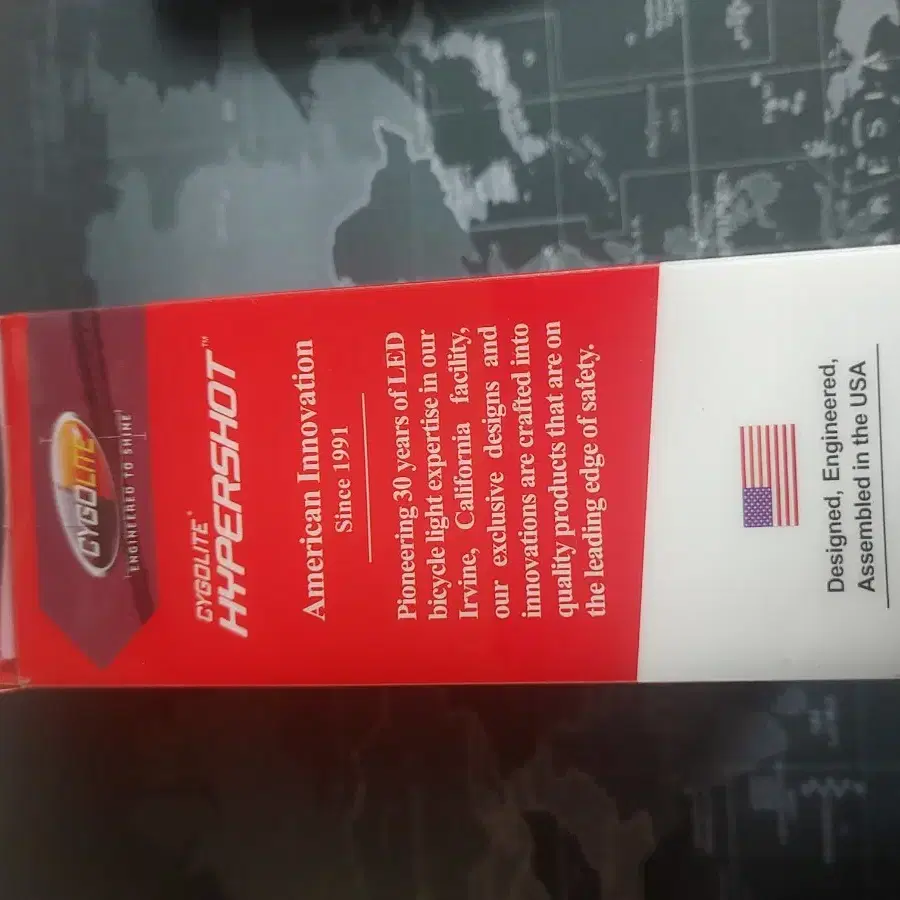 CYGOLITE
ENGINEERED TO SHINE
CYGOLITE®
HYPERSHOT™
American Innovation
Since 1991
Pioneering 30 years of LED
bicycle light expertise in our
Irvine, California facility,
our exclusive designs and
innovations are crafted into
quality products that are on
the leading edge of safety.
Designed, Engineered,
Assembled in the USA